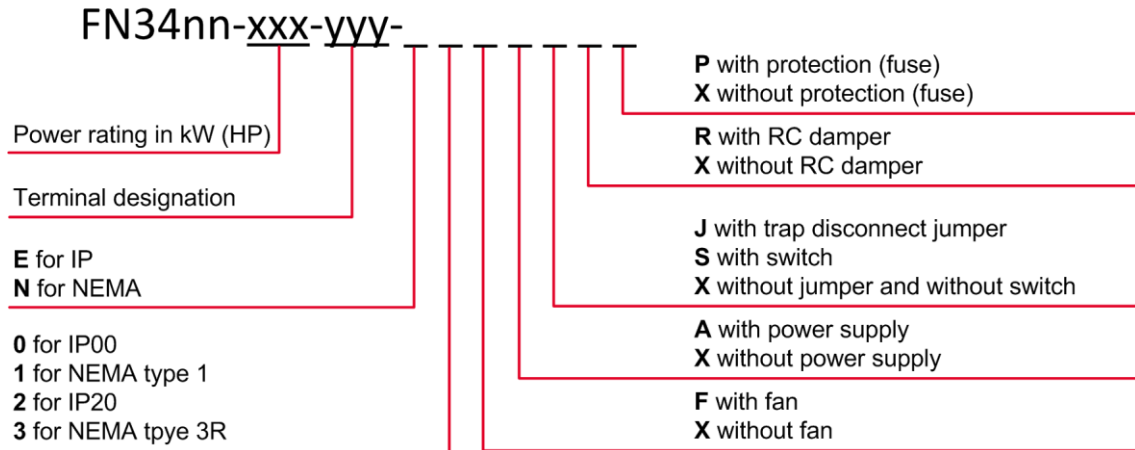 FN34nn-xxx-yyy-_ _ _ _ _ _ _
Power rating in kW (HP)
Terminal designation
E for IP
N for NEMA
0 for IP00
1 for NEMA type 1
2 for IP20
3 for NEMA tpye 3R
P with protection (fuse)
X without protection (fuse)
R with RC damper
X without RC damper
J with trap disconnect jumper
S with switch
X without jumper and without switch
A with power supply
X without power supply
F with fan
X without fan